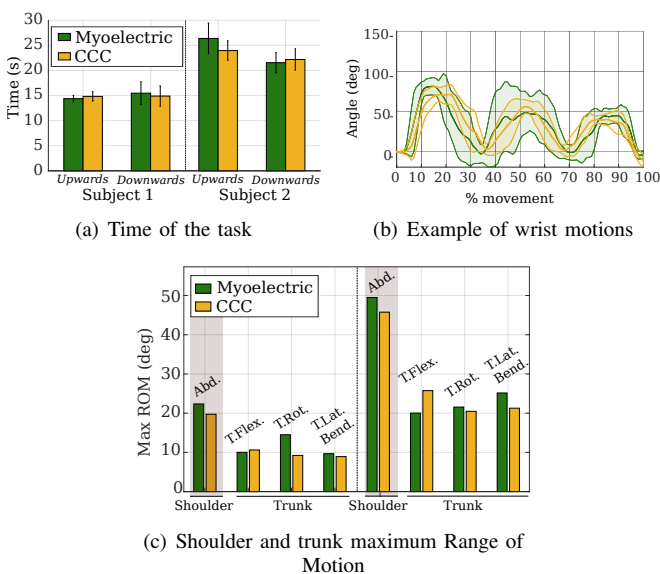 30
25
20
15
10
5
0
Time (s)
Myoelectric
CCC
Upwards Downwards Upwards Downwards
Subject 1 Subject 2
(a) Time of the task
150
100
50
0
Angle (deg)
0 10 20 30 40 50 60 70 80 90 100
% movement
(b) Example of wrist motions
50
40
30
20
10
0
Max ROM (deg)
Myoelectric
CCC
Abd.
T.Flex.
T.Rot.
T.Lat.
Bend.
Abd.
T.Flex.
T.Rot.
T.Lat.
Bend.
Shoulder Trunk Shoulder Trunk
(c) Shoulder and trunk maximum Range of
Motion